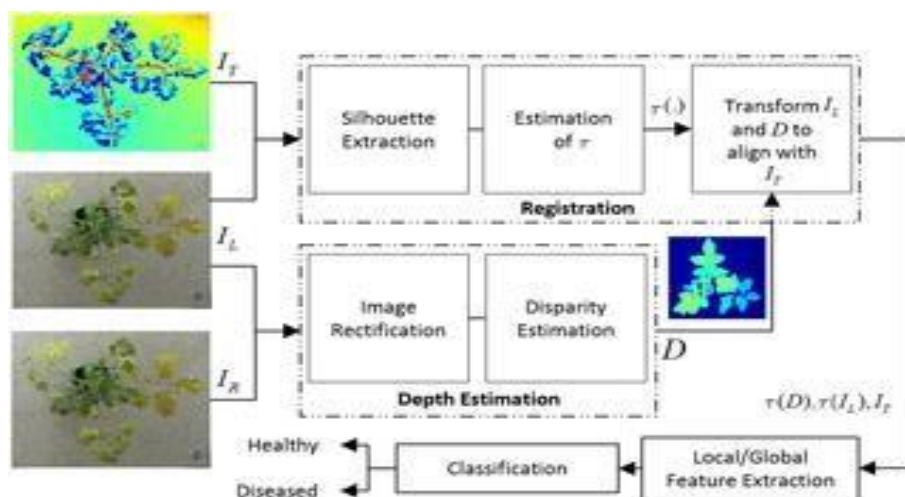 I_T
Silhouette
Extraction
Estimation
of τ
τ(.)
Transform I_L
and D to
align with
I_T
Registration
I_L
Image
Rectification
Disparity
Estimation
D
I_R
Depth Estimation
τ(D),τ(I_L),I_T
Healthy
Diseased
Classification
Local/Global
Feature Extraction